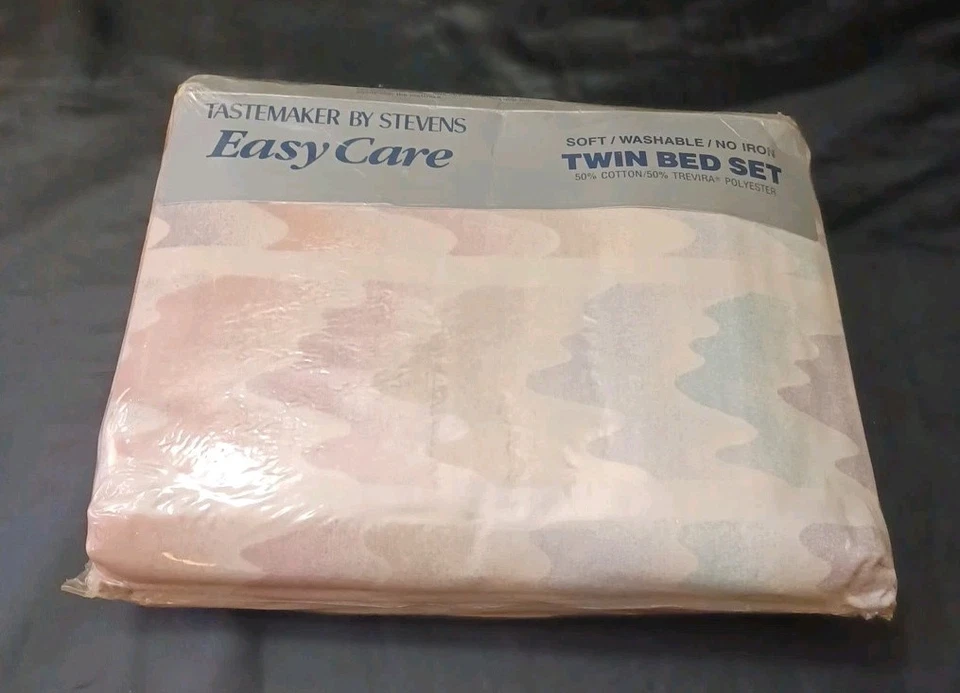 TASTEMAKER BY STEVENS
Easy Care
SOFT / WASHABLE / NO IRON
TWIN BED SET
50% COTTON/50% TREVIRA® POLYESTER